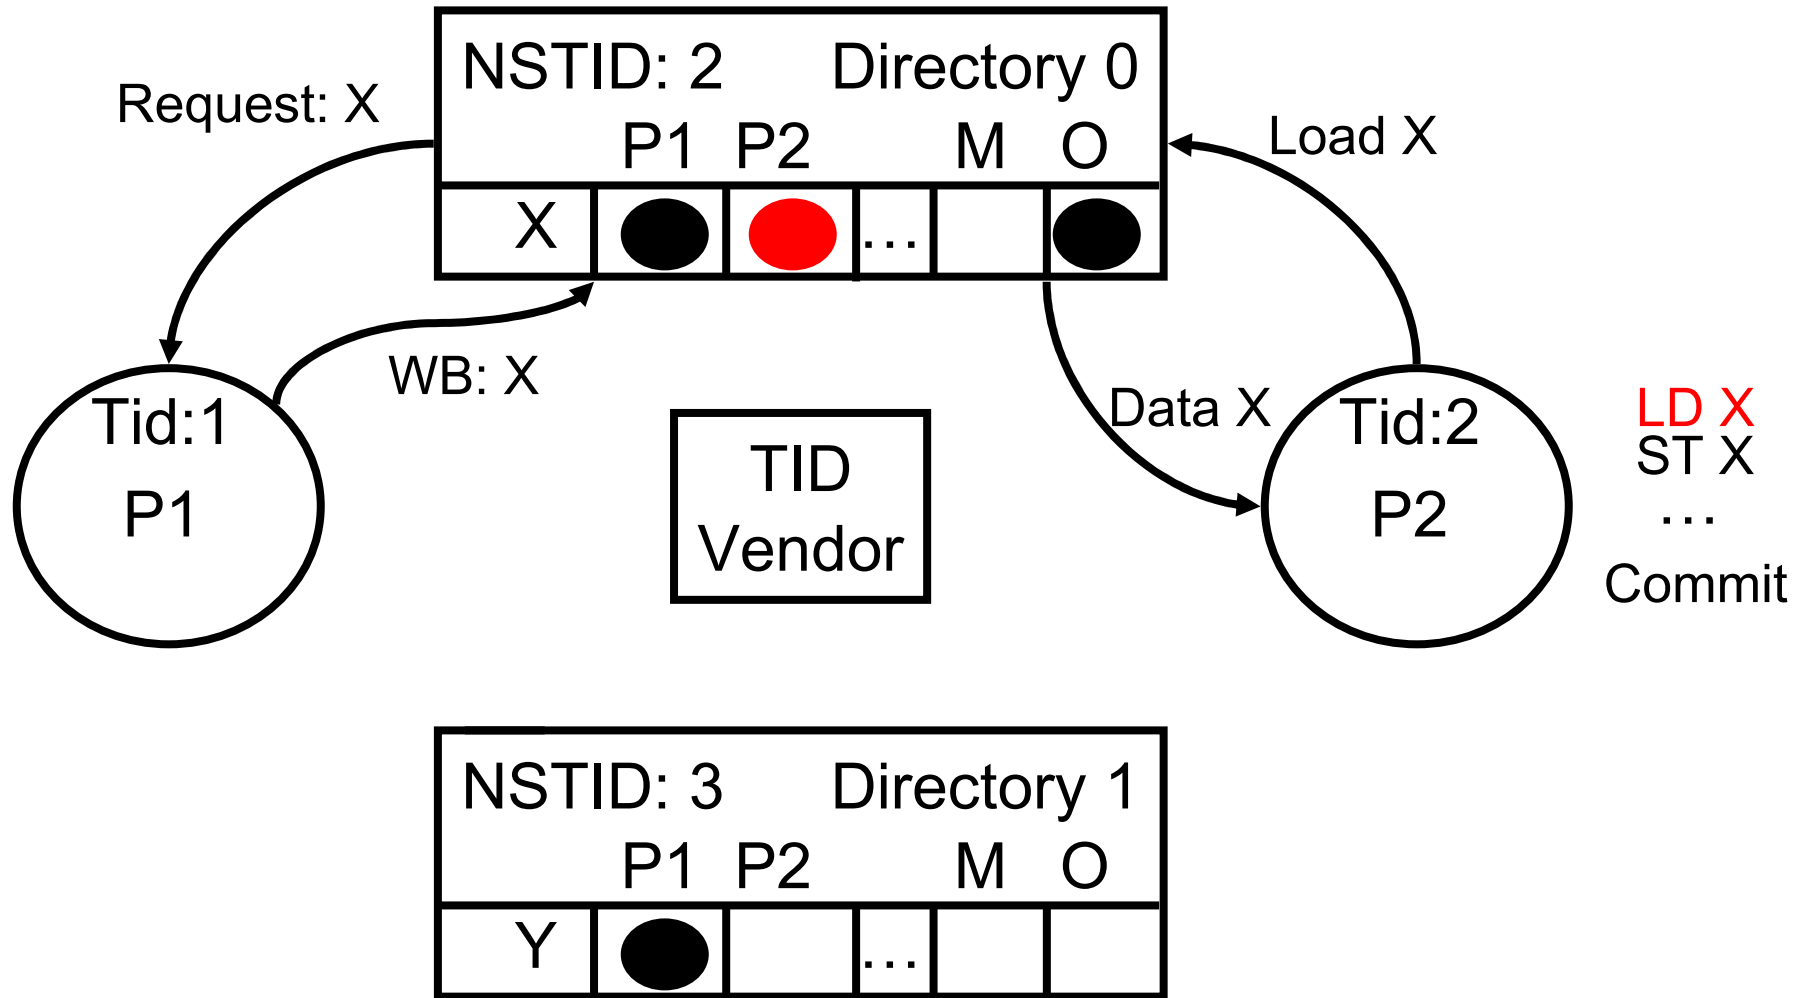 NSTID: 2 Directory 0
P1 P2 M O
X …
Request: X
Load X
WB: X
Data X
Tid:1
P1
TID
Vendor
Tid:2
P2
LD X
ST X
…
Commit
NSTID: 3 Directory 1
P1 P2 M O
Y …